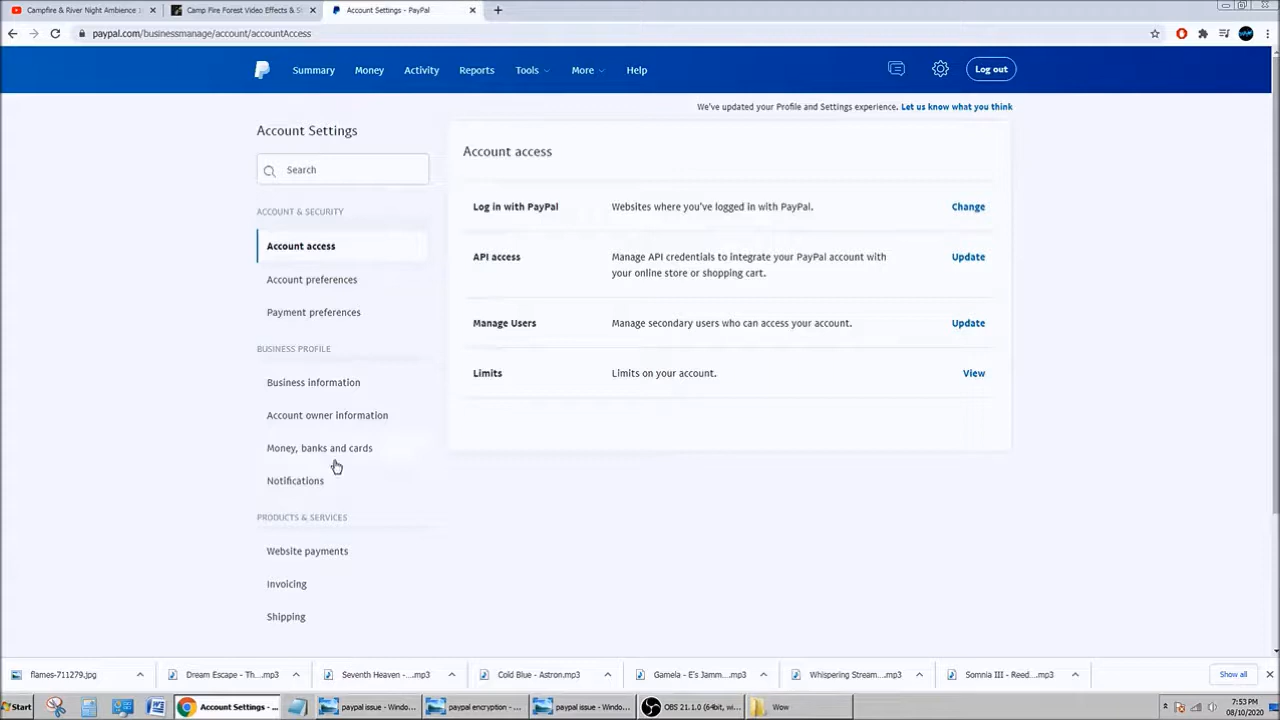 Campfire & River Night Ambience
Camp Fire Forest Video Effects & S
Account Settings - PayPal
paypal.com/businessmanage/account/accountAccess
Summary
Money
Activity
Reports
Tools
More
Help
Log out
We've updated your Profile and Settings experience. Let us know what you think
Account Settings
Search
ACCOUNT & SECURITY
Account access
Account preferences
Payment preferences
BUSINESS PROFILE
Business information
Account owner information
Money, banks and cards
Notifications
PRODUCTS & SERVICES
Website payments
Invoicing
Shipping
Account access
Log in with PayPal
Websites where you've logged in with PayPal.
Change
API access
Manage API credentials to integrate your PayPal account with
your online store or shopping cart.
Update
Manage Users
Manage secondary users who can access your account.
Update
Limits
Limits on your account.
View
flames-711279.jpg
Dream Escape - Th....mp3
Seventh Heaven -....mp3
Cold Blue - Astron.mp3
Gamela - E's Jamm....mp3
Whispering Stream....mp3
Somnia III - Reed....mp3
Show all
Start
Account Settings - ...
paypal issue - Windo...
paypal encryption - ...
paypal issue - Windo...
OBS 21.1.0 (64bit, wi...
Wow
7:53 PM
08/10/2020